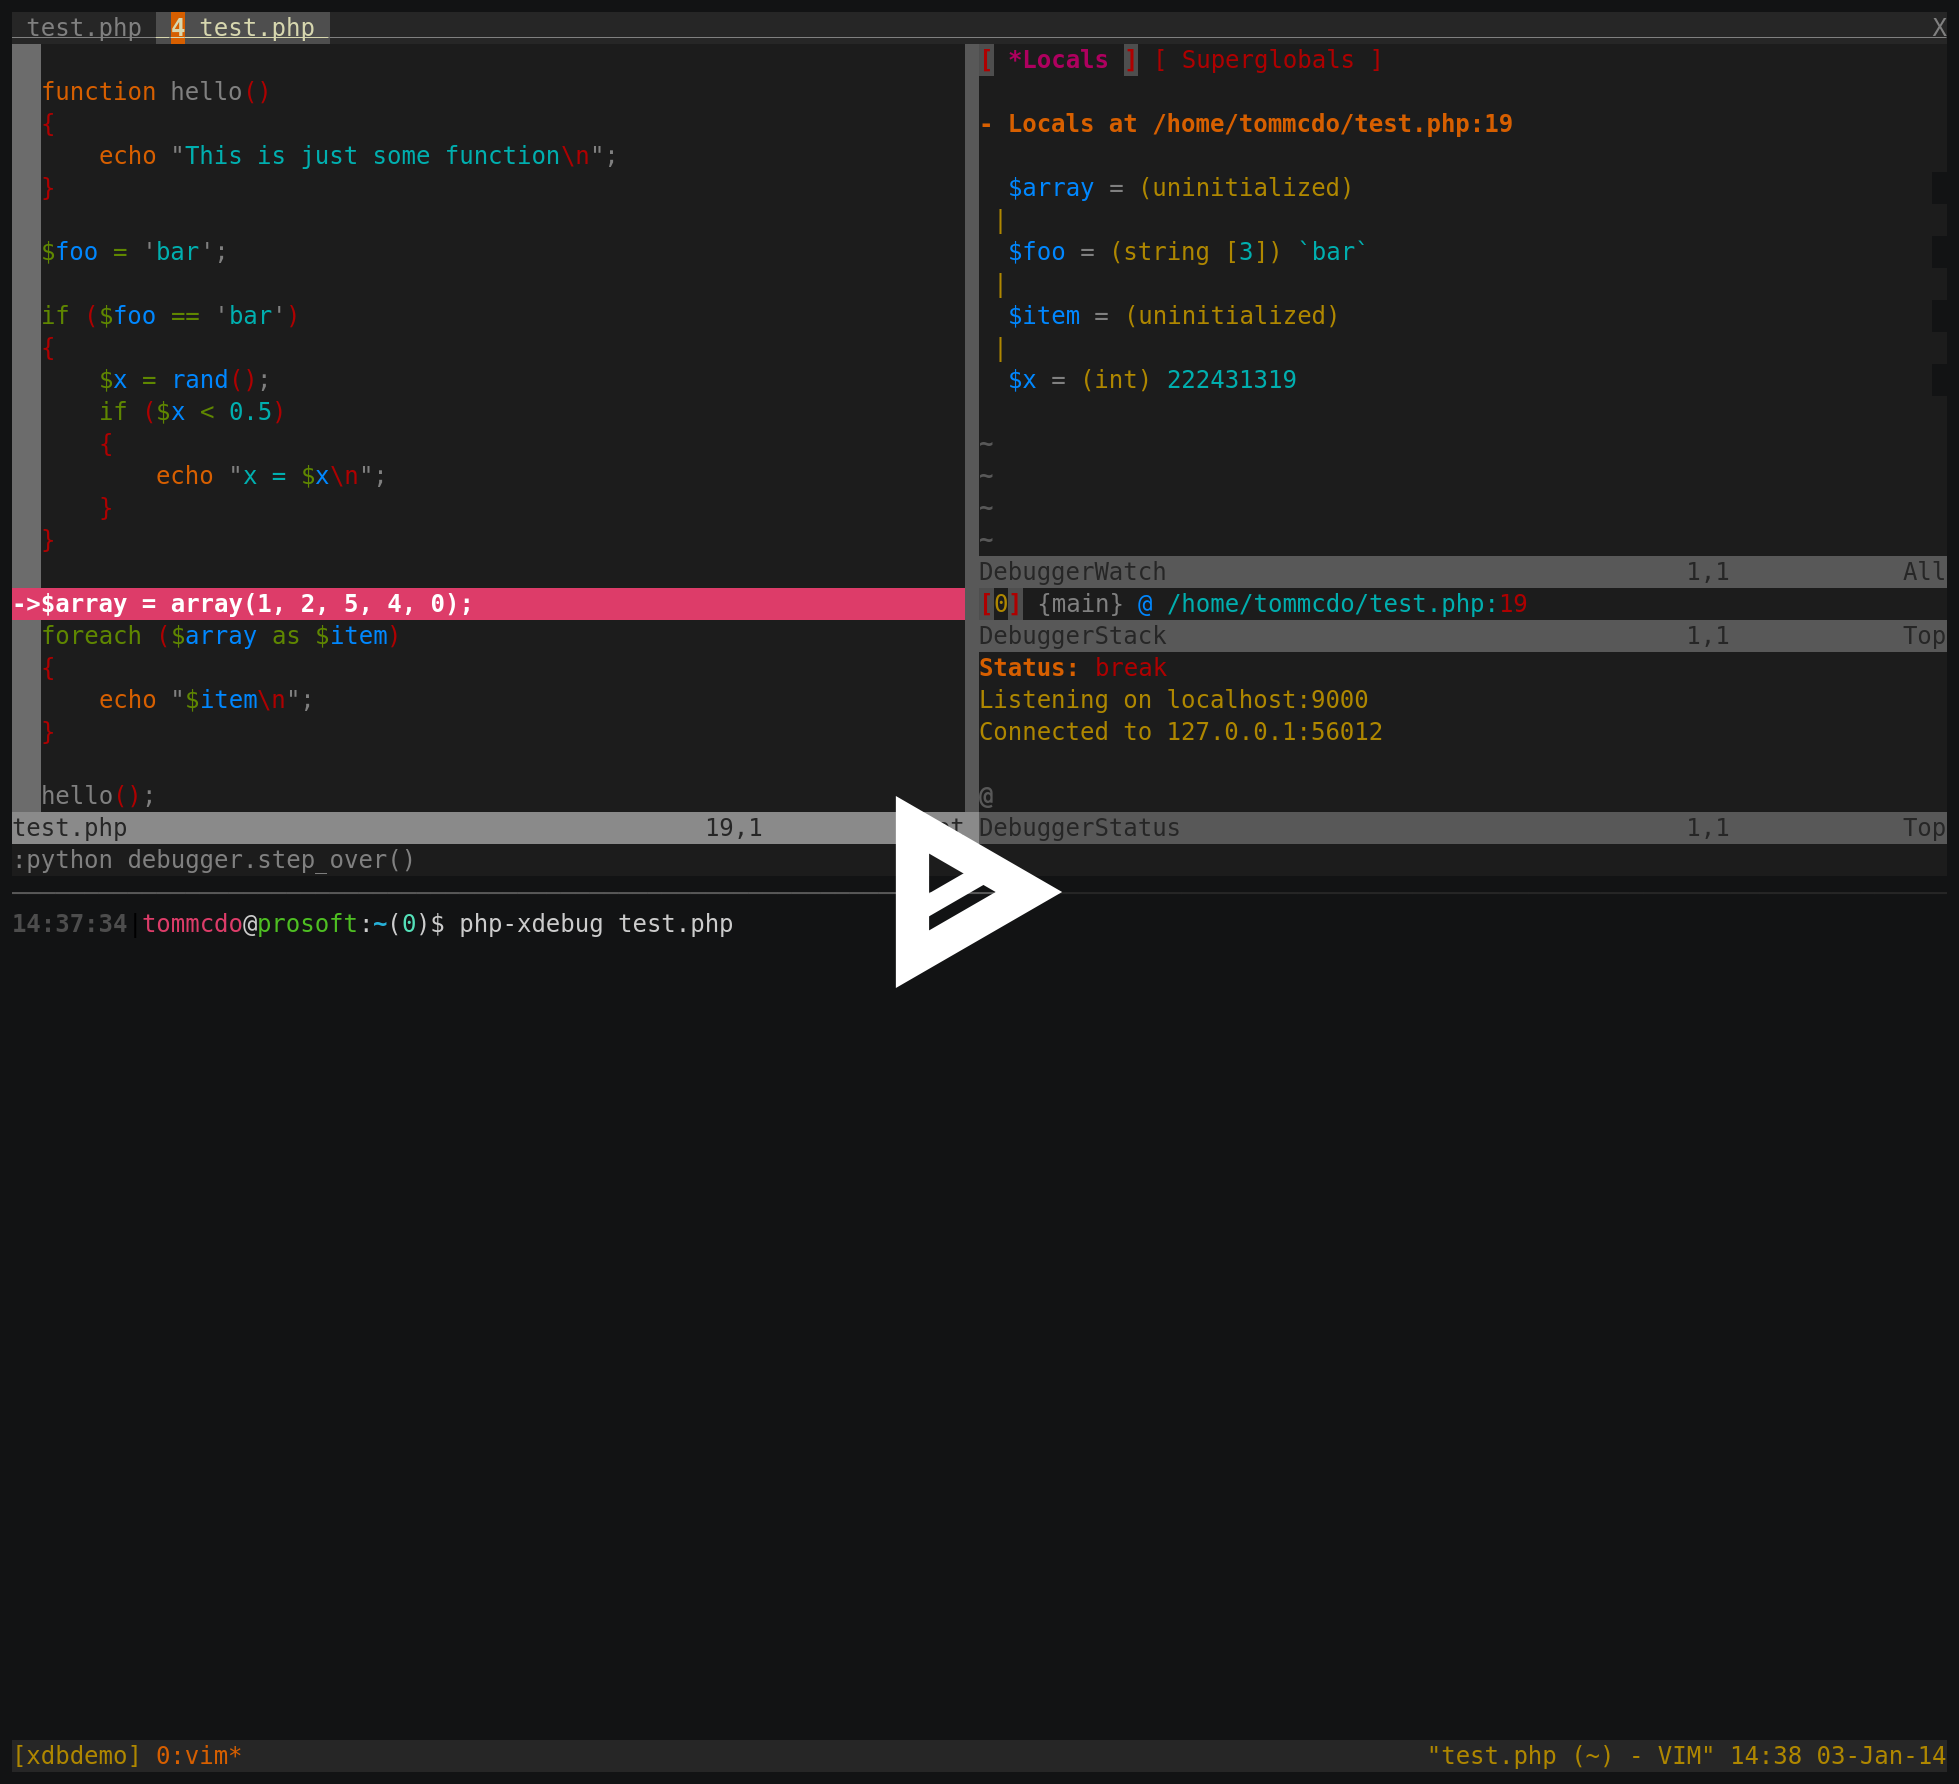 test.php 4 test.php X
function hello()
{
echo "This is just some function\n";
}
$foo = 'bar';
if ($foo == 'bar')
{
$x = rand();
if ($x < 0.5)
{
echo "x = $x\n";
}
}
->$array = array(1, 2, 5, 4, 0);
foreach ($array as $item)
{
echo "$item\n";
}
hello();
test.php 19,1
:python debugger.step_over()
[ *Locals ] [ Superglobals ]
- Locals at /home/tommcdo/test.php:19
$array = (uninitialized)
|
$foo = (string [3]) `bar`
|
$item = (uninitialized)
|
$x = (int) 222431319
~
~
~
~
DebuggerWatch 1,1 All
[0] {main} @ /home/tommcdo/test.php:19
DebuggerStack 1,1 Top
Status: break
Listening on localhost:9000
Connected to 127.0.0.1:56012
@
DebuggerStatus 1,1 Top
14:37:34|tommcdo@prosoft:~(0)$ php-xdebug test.php
[xdbdemo] 0:vim* "test.php (~) - VIM" 14:38 03-Jan-14